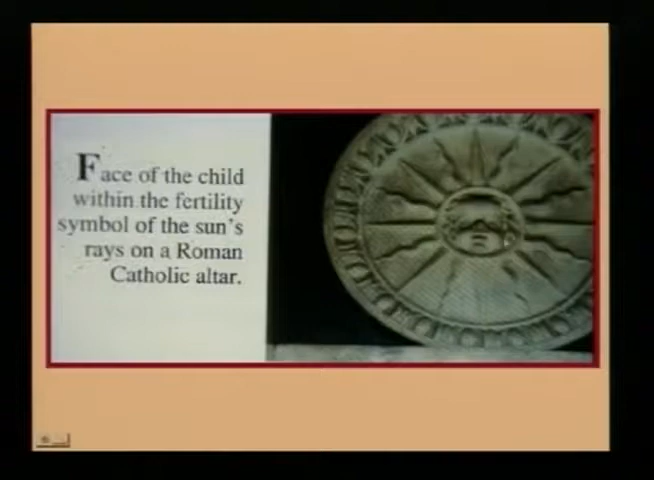 Face of the child
within the fertility
symbol of the sun's
rays on a Roman
Catholic altar.